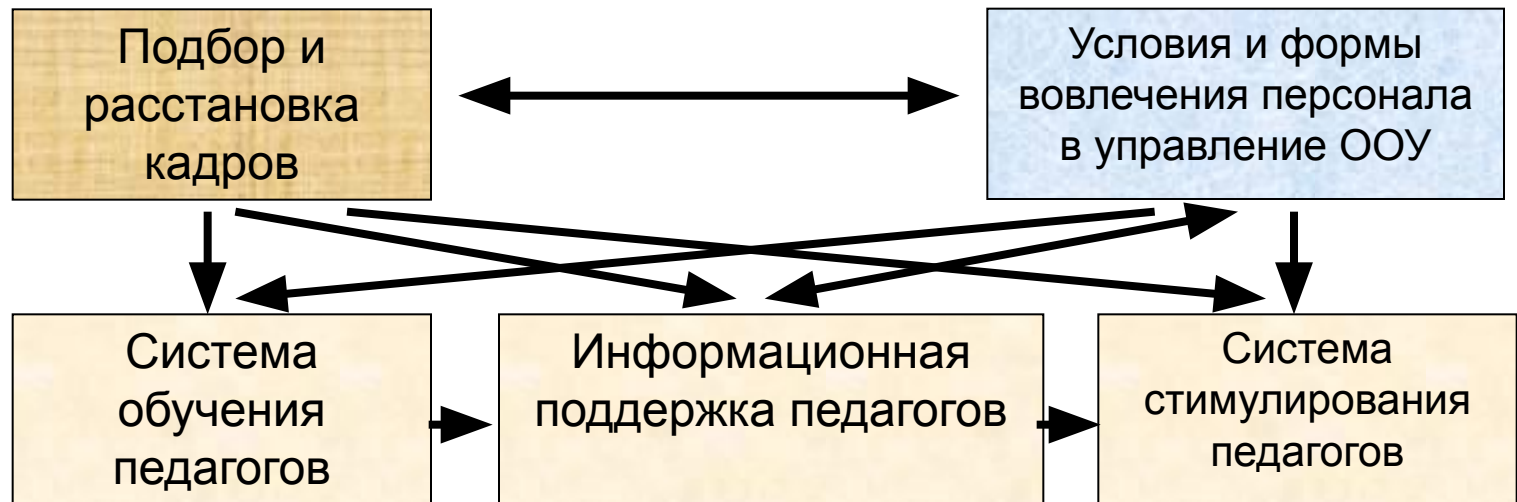 Подбор и
расстановка
кадров
Условия и формы
вовлечения персонала
в управление ООУ
Система
обучения
педагогов
Информационная
поддержка педагогов
Система
стимулирования
педагогов